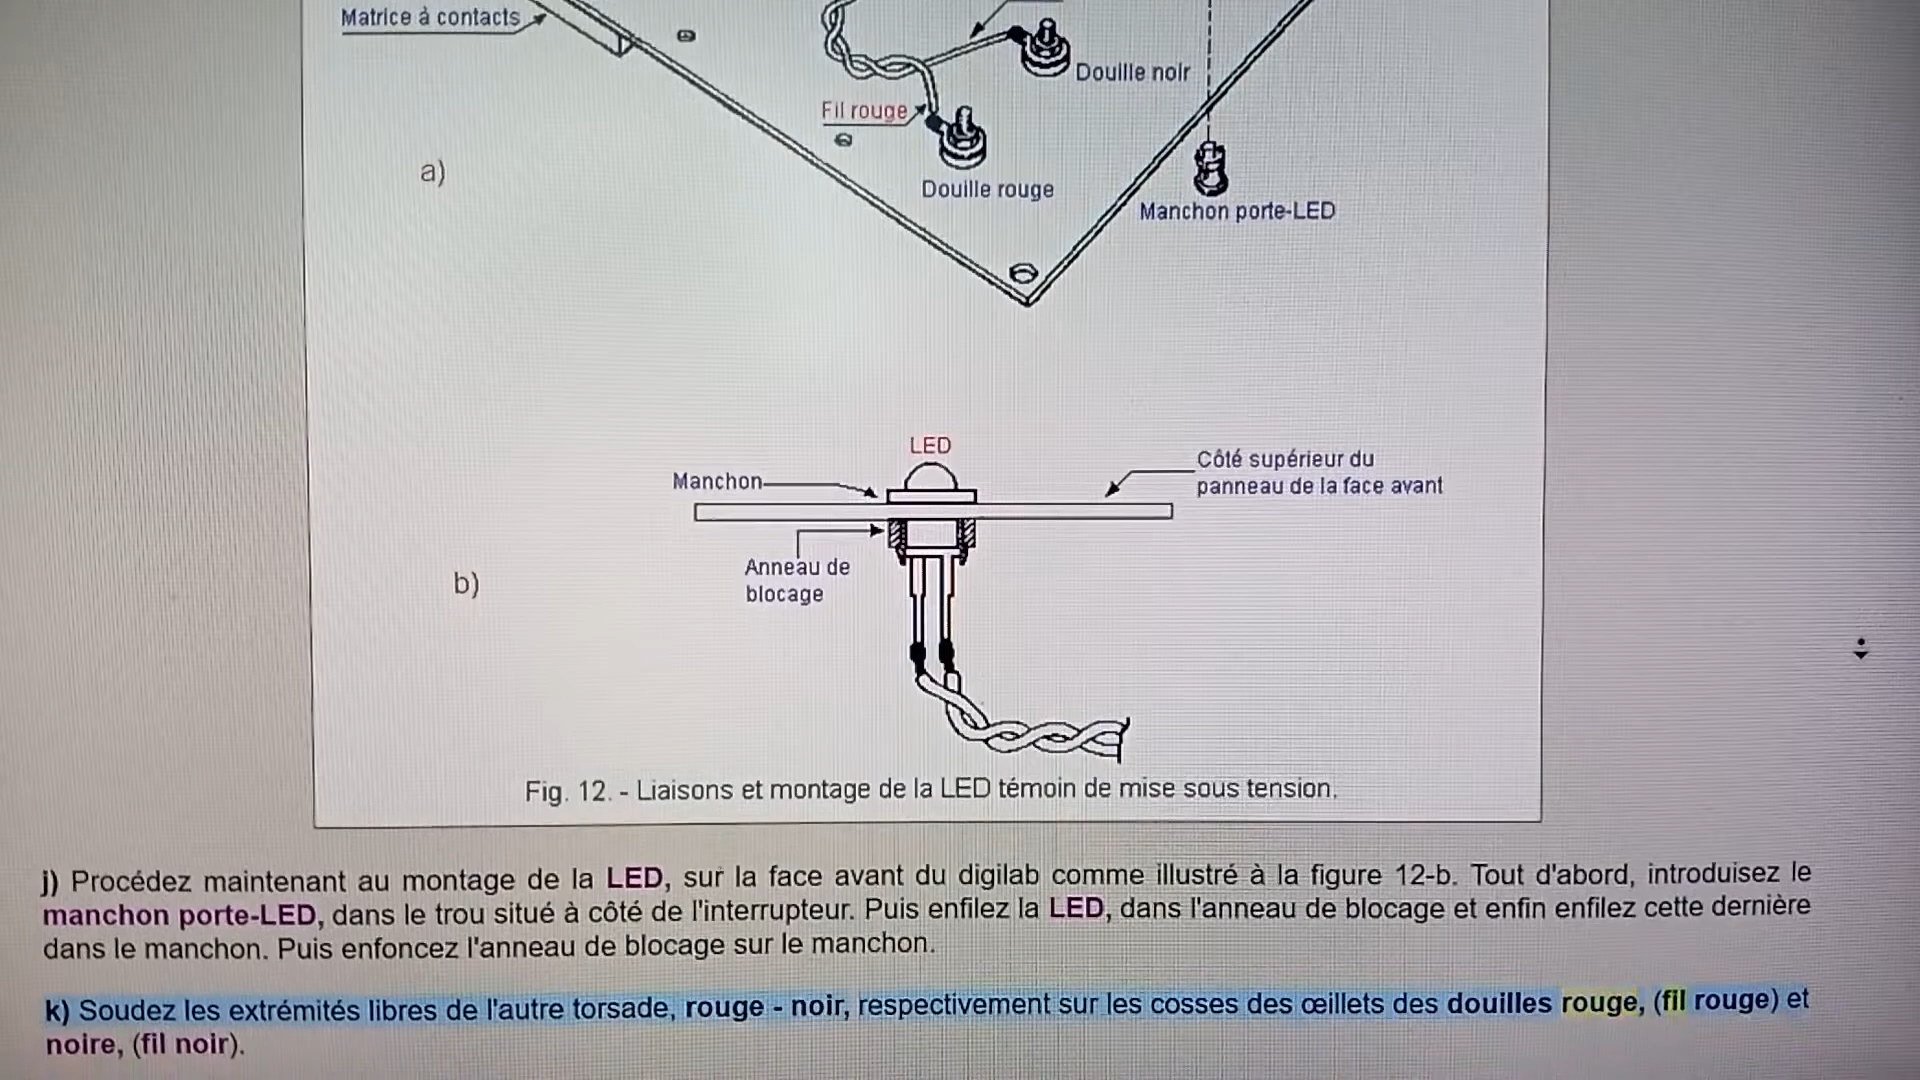 Matrice à contacts
Douille noir
Fil rouge
a)
Douille rouge
Manchon porte-LED
LED
Manchon
Côté supérieur du
panneau de la face avant
Anneau de
blocage
b)
Fig. 12. - Liaisons et montage de la LED témoin de mise sous tension.
j) Procédez maintenant au montage de la LED, sur la face avant du digilab comme illustré à la figure 12-b. Tout d'abord, introduisez le
manchon porte-LED, dans le trou situé à côté de l'interrupteur. Puis enfilez la LED, dans l'anneau de blocage et enfin enfilez cette dernière
dans le manchon. Puis enfoncez l'anneau de blocage sur le manchon.
k) Soudez les extrémités libres de l'autre torsade, rouge - noir, respectivement sur les cosses des œillets des douilles rouge, (fil rouge) et
noire, (fil noir).